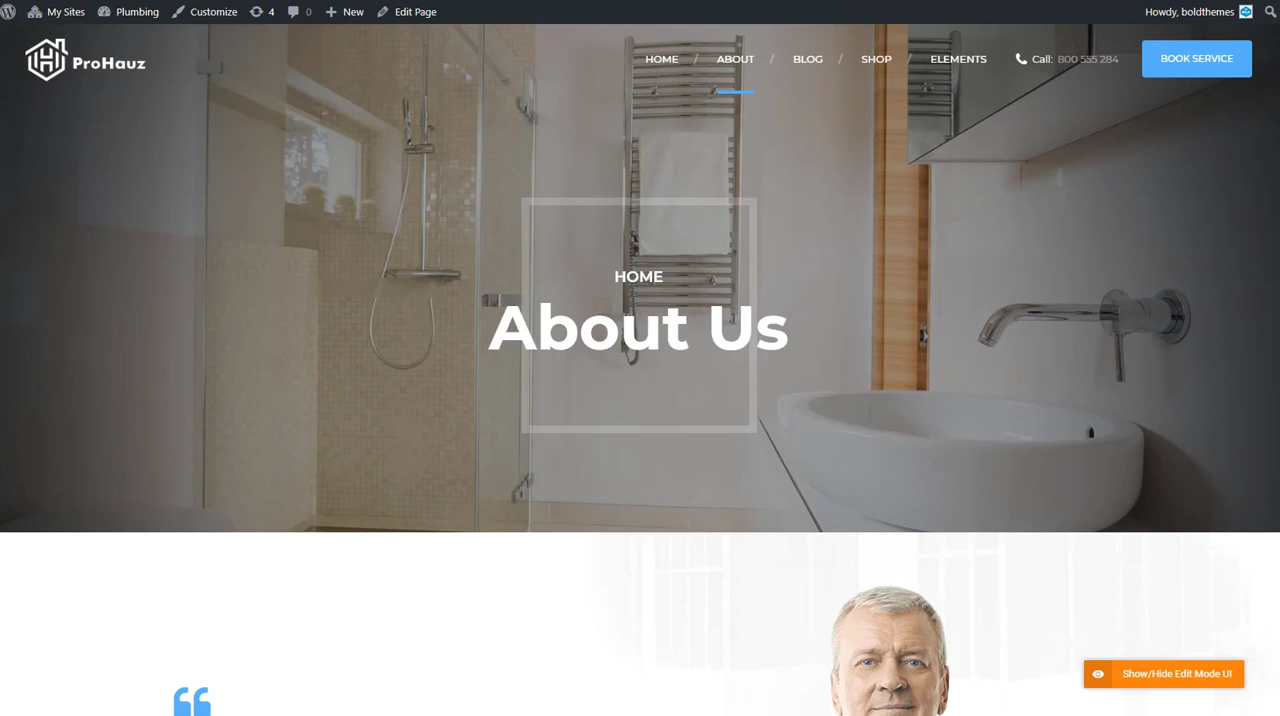 My Sites Plumbing Customize 4 0 New Edit Page Howdy, boldthemes
ProHauz HOME / ABOUT / BLOG / SHOP / ELEMENTS Call: 800 555 284 BOOK SERVICE
HOME
About Us
Show/Hide Edit Mode UI
“